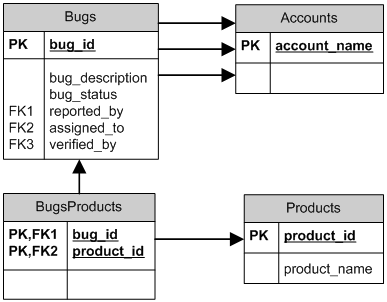 Bugs
PK bug_id
bug_description
bug_status
FK1 reported_by
FK2 assigned_to
FK3 verified_by
Accounts
PK account_name
BugsProducts
PK,FK1 bug_id
PK,FK2 product_id
Products
PK product_id
product_name